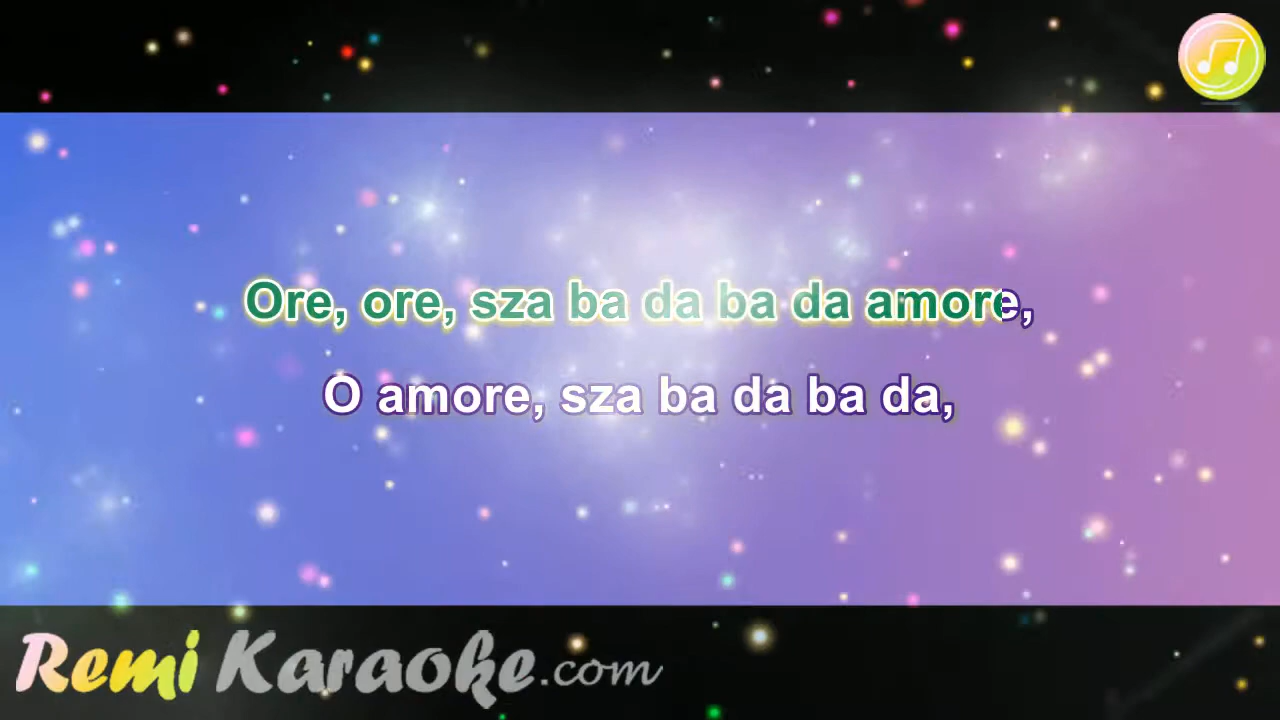 Ore, ore, sza ba da ba da amore,
O amore, sza ba da ba da,
Remi Karaoke.com